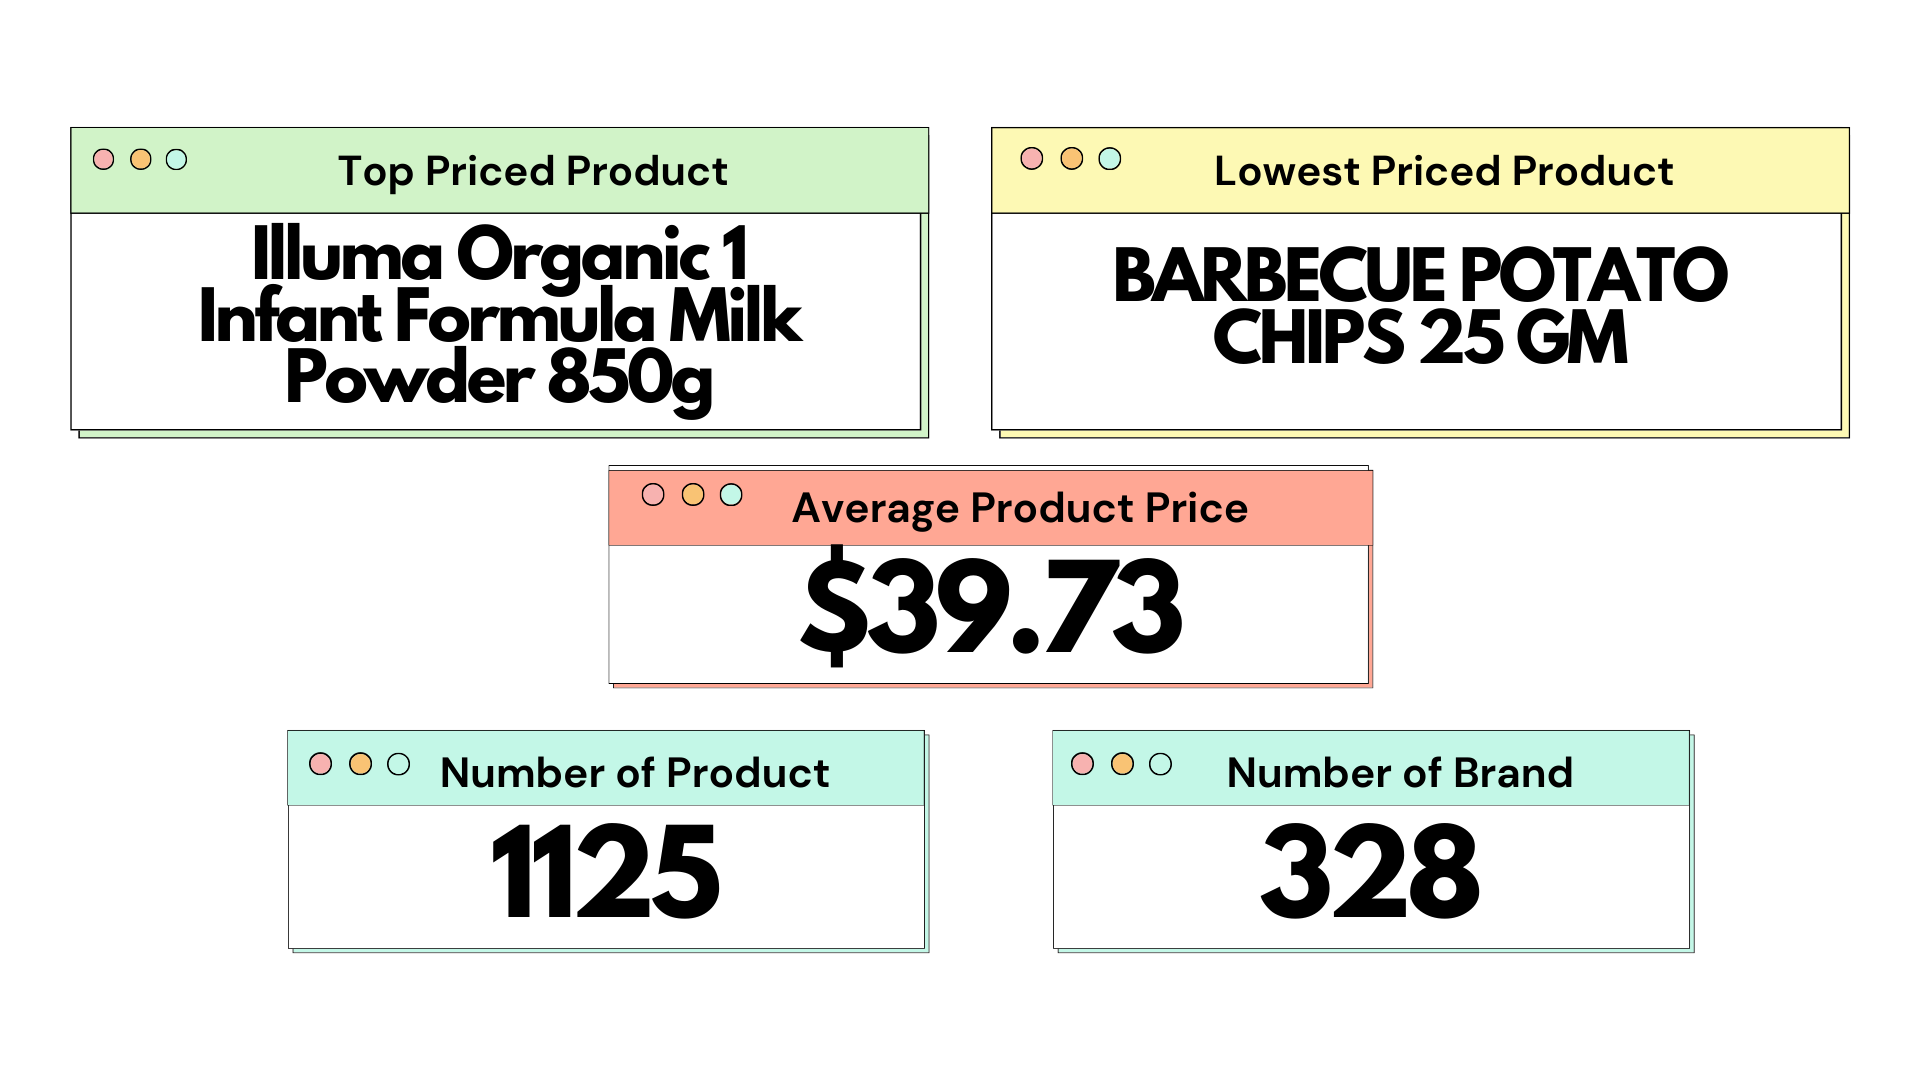 Top Priced Product
Illuma Organic 1
Infant Formula Milk
Powder 850g
Lowest Priced Product
BARBECUE POTATO
CHIPS 25 GM
Average Product Price
$39.73
Number of Product
1125
Number of Brand
328